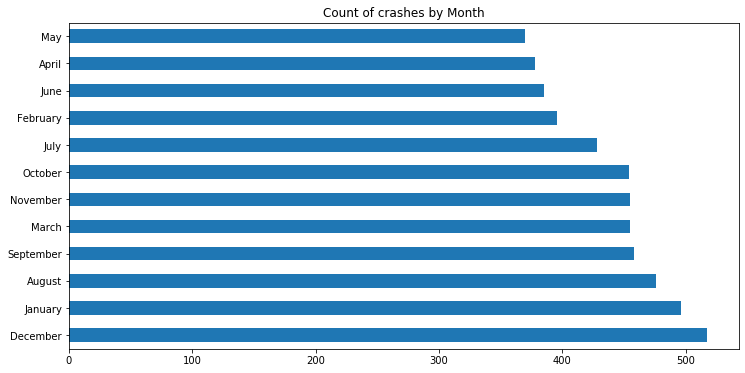 Count of crashes by Month
May
April
June
February
July
October
November
March
September
August
January
December
0 100 200 300 400 500